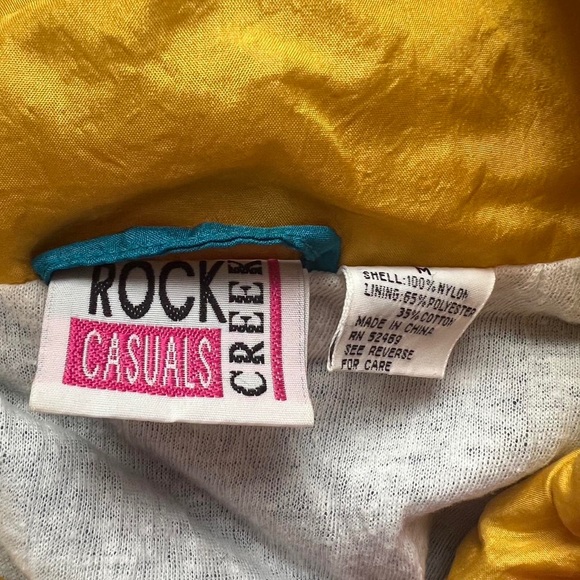 ROCK
CREEK
CASUALS
M
SHELL:100% NYLON
LINING:65% POLYESTER
35% COTTON
MADE IN CHINA
RN 52469
SEE REVERSE
FOR CARE